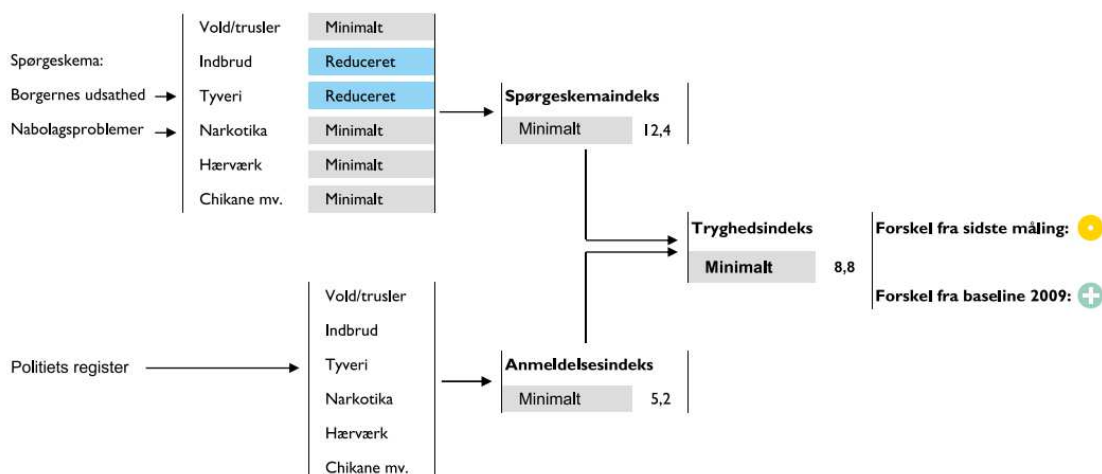 Spørgeskema:
Borgernes udsathed
Nabolagsproblemer
Vold/trusler Minimalt
Indbrud Reduceret
Tyveri Reduceret
Narkotika Minimalt
Hærværk Minimalt
Chikane mv. Minimalt
Spørgeskemaindeks
Minimalt 12,4
Tryghedsindeks
Minimalt 8,8
Forskel fra sidste måling:
Forskel fra baseline 2009:
Politiets register
Vold/trusler
Indbrud
Tyveri
Narkotika
Hærværk
Chikane mv.
Anmeldelsesindeks
Minimalt 5,2